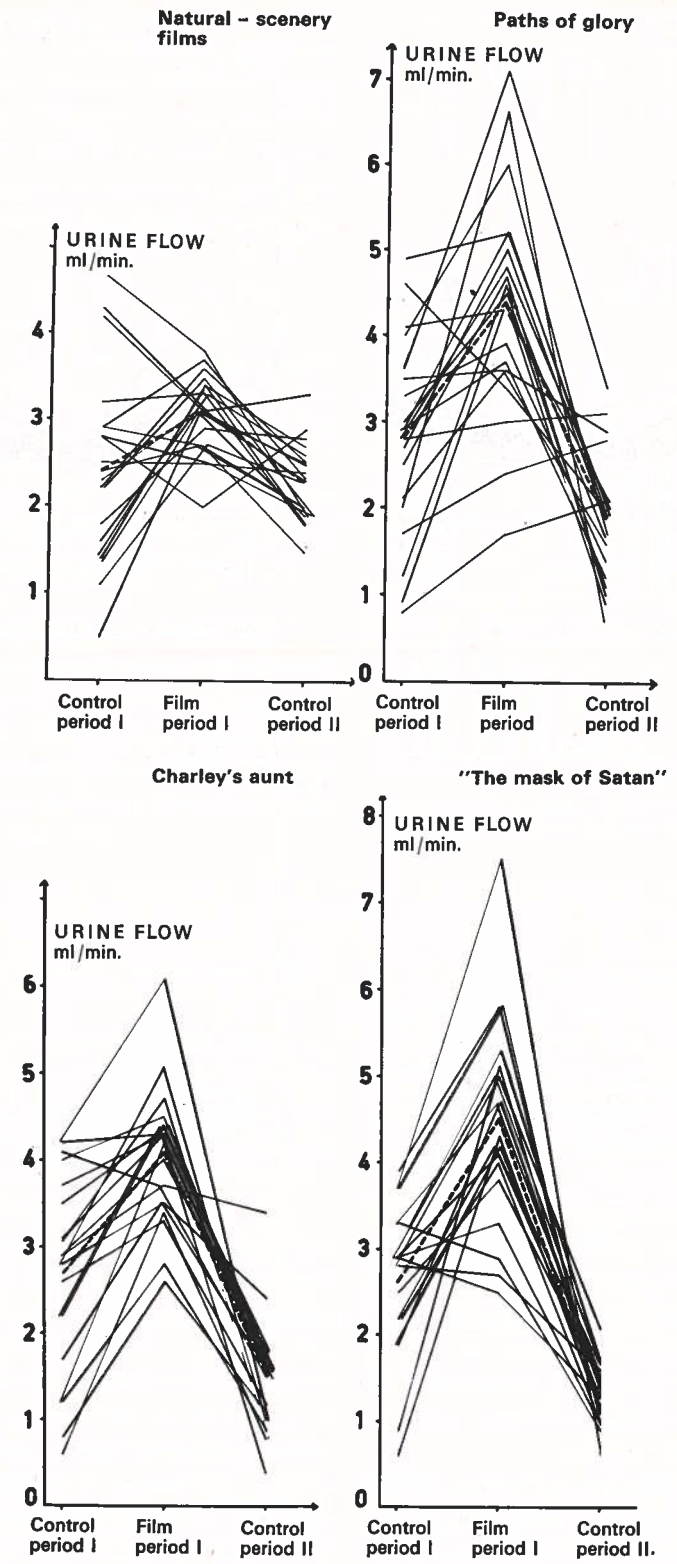 Natural – scenery
films
URINE FLOW
ml/min.
4
3
2
1
Control
period I
Film
period I
Control
period II
Paths of glory
URINE FLOW
ml/min.
7
6
5
4
3
2
1
0
Control
period I
Film
period
Control
period II
Charley's aunt
URINE FLOW
ml/min.
6
5
4
3
2
1
0
Control
period I
Film
period I
Control
period II
"The mask of Satan"
8
URINE FLOW
ml/min.
7
6
5
4
3
2
1
0
Control
period I
Film
period I
Control
period II.